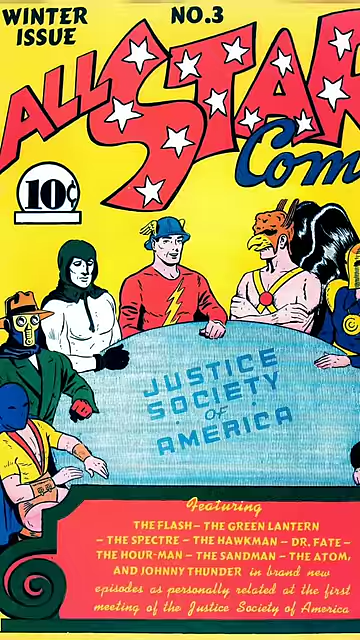 WINTER ISSUE
NO.3
ALL STAR
Com
10¢
JUSTICE
SOCIETY
OF
AMERICA
Featuring
THE FLASH – THE GREEN LANTERN
– THE SPECTRE – THE HAWKMAN – DR. FATE –
THE HOUR-MAN – THE SANDMAN – THE ATOM,
AND JOHNNY THUNDER in brand new
episodes as personally related at the first
meeting of the Justice Society of America